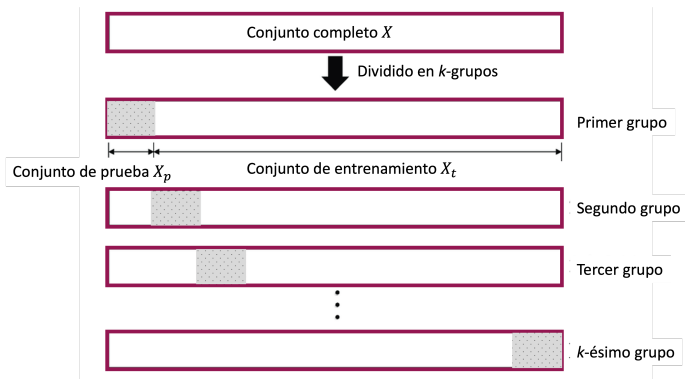 Conjunto completo X
Dividido en k-grupos
Primer grupo
Conjunto de prueba Xₚ
Conjunto de entrenamiento Xₜ
Segundo grupo
Tercer grupo
k-ésimo grupo